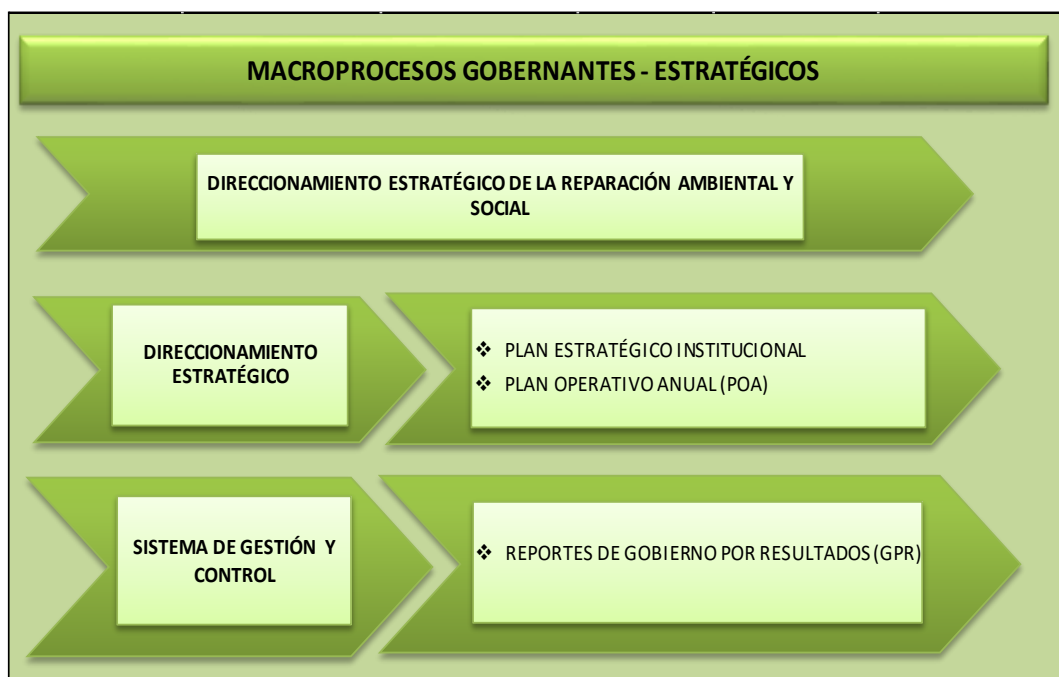 MACROPROCESOS GOBERNANTES - ESTRATÉGICOS
DIRECCIONAMIENTO ESTRATÉGICO DE LA REPARACIÓN AMBIENTAL Y
SOCIAL
DIRECCIONAMIENTO
ESTRATÉGICO
❖ PLAN ESTRATÉGICO INSTITUCIONAL
❖ PLAN OPERATIVO ANUAL (POA)
SISTEMA DE GESTIÓN Y
CONTROL
❖ REPORTES DE GOBIERNO POR RESULTADOS (GPR)